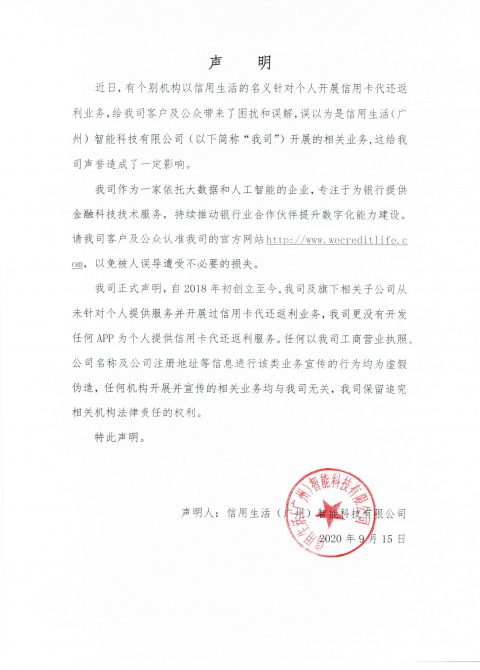 声 明
近日,有个别机构以信用生活的名义针对个人开展信用卡代还返
利业务,给我司客户及公众带来了困扰和误解,误以为是信用生活(广
州)智能科技有限公司(以下简称“我司”)开展的相关业务,这给我
司声誉造成了一定影响。
我司作为一家依托大数据和人工智能的企业,专注于为银行提供
金融科技技术服务,持续推动银行业合作伙伴提升数字化能力建设。
请我司客户及公众认准我司的官方网站http://www.wecreditlife.c
om,以免被人误导遭受不必要的损失。
我司正式声明,自2018年初创立至今,我司及旗下相关子公司从
未针对个人提供服务并开展过信用卡代还返利业务,我司更没有开发
任何APP为个人提供信用卡代还返利服务。任何以我司工商营业执照、
公司名称及公司注册地址等信息进行该类业务宣传的行为均为虚假
伪造,任何机构开展并宣传的相关业务均与我司无关,我司保留追究
相关机构法律责任的权利。
特此声明。
声明人:信用生活(广州)智能科技有限公司
2020年9月15日
信用生活(广州)智能科技有限公司